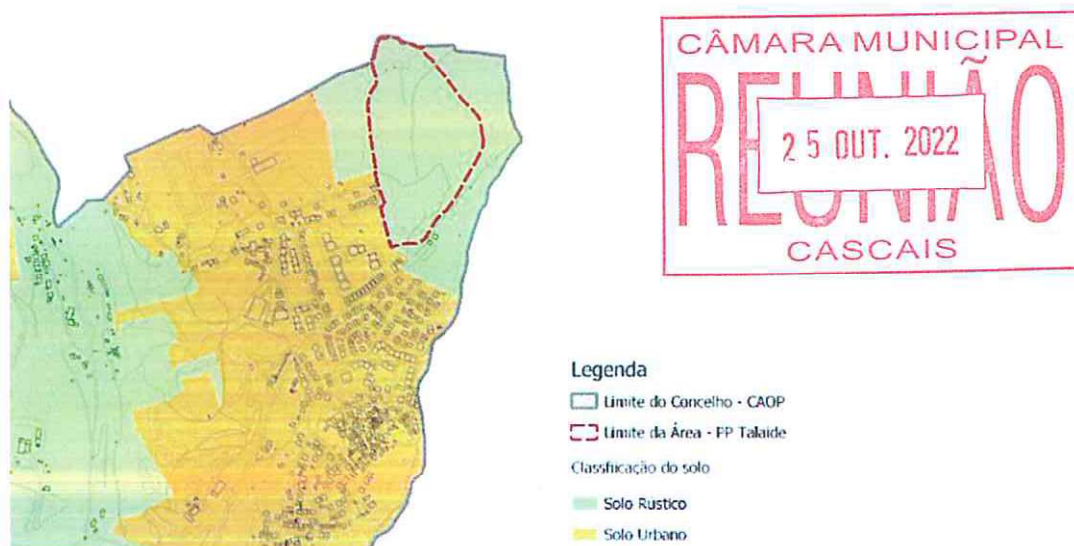 CÂMARA MUNICIPAL
REUNIÃO
25 OUT. 2022
CASCAIS
Legenda
Limite do Concelho - CAOP
Limite da Área - PP Talaíde
Classificação do solo
Solo Rustico
Solo Urbano